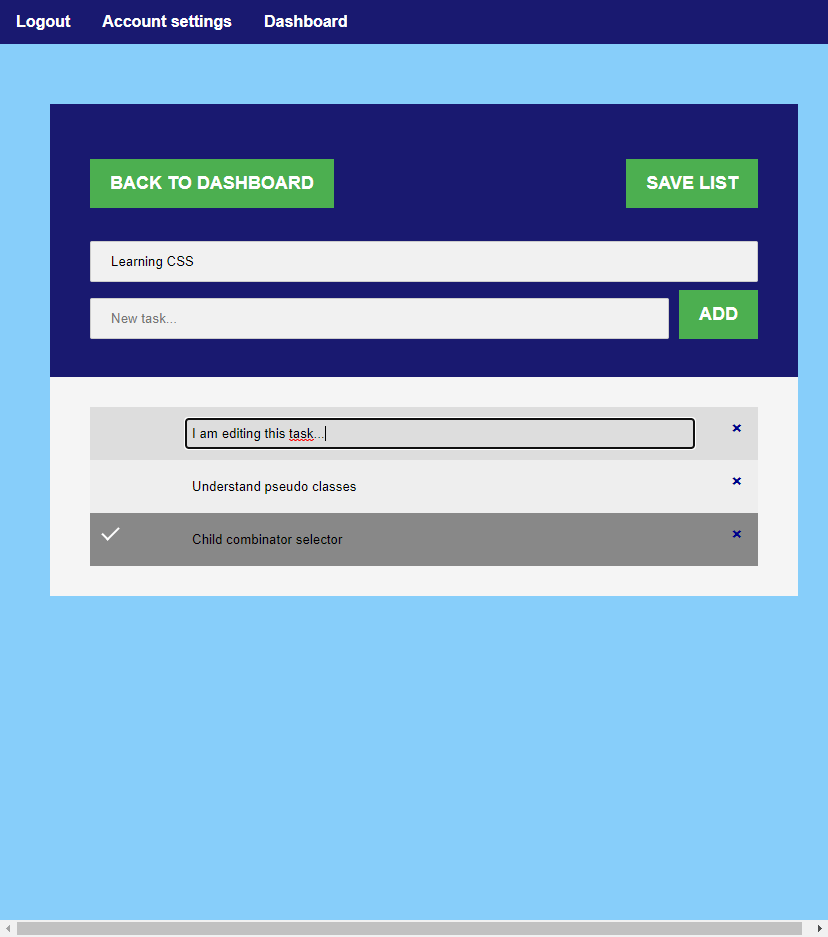 Logout Account settings Dashboard
BACK TO DASHBOARD SAVE LIST
Learning CSS
New task... ADD
I am editing this task... ×
Understand pseudo classes ×
Child combinator selector ×